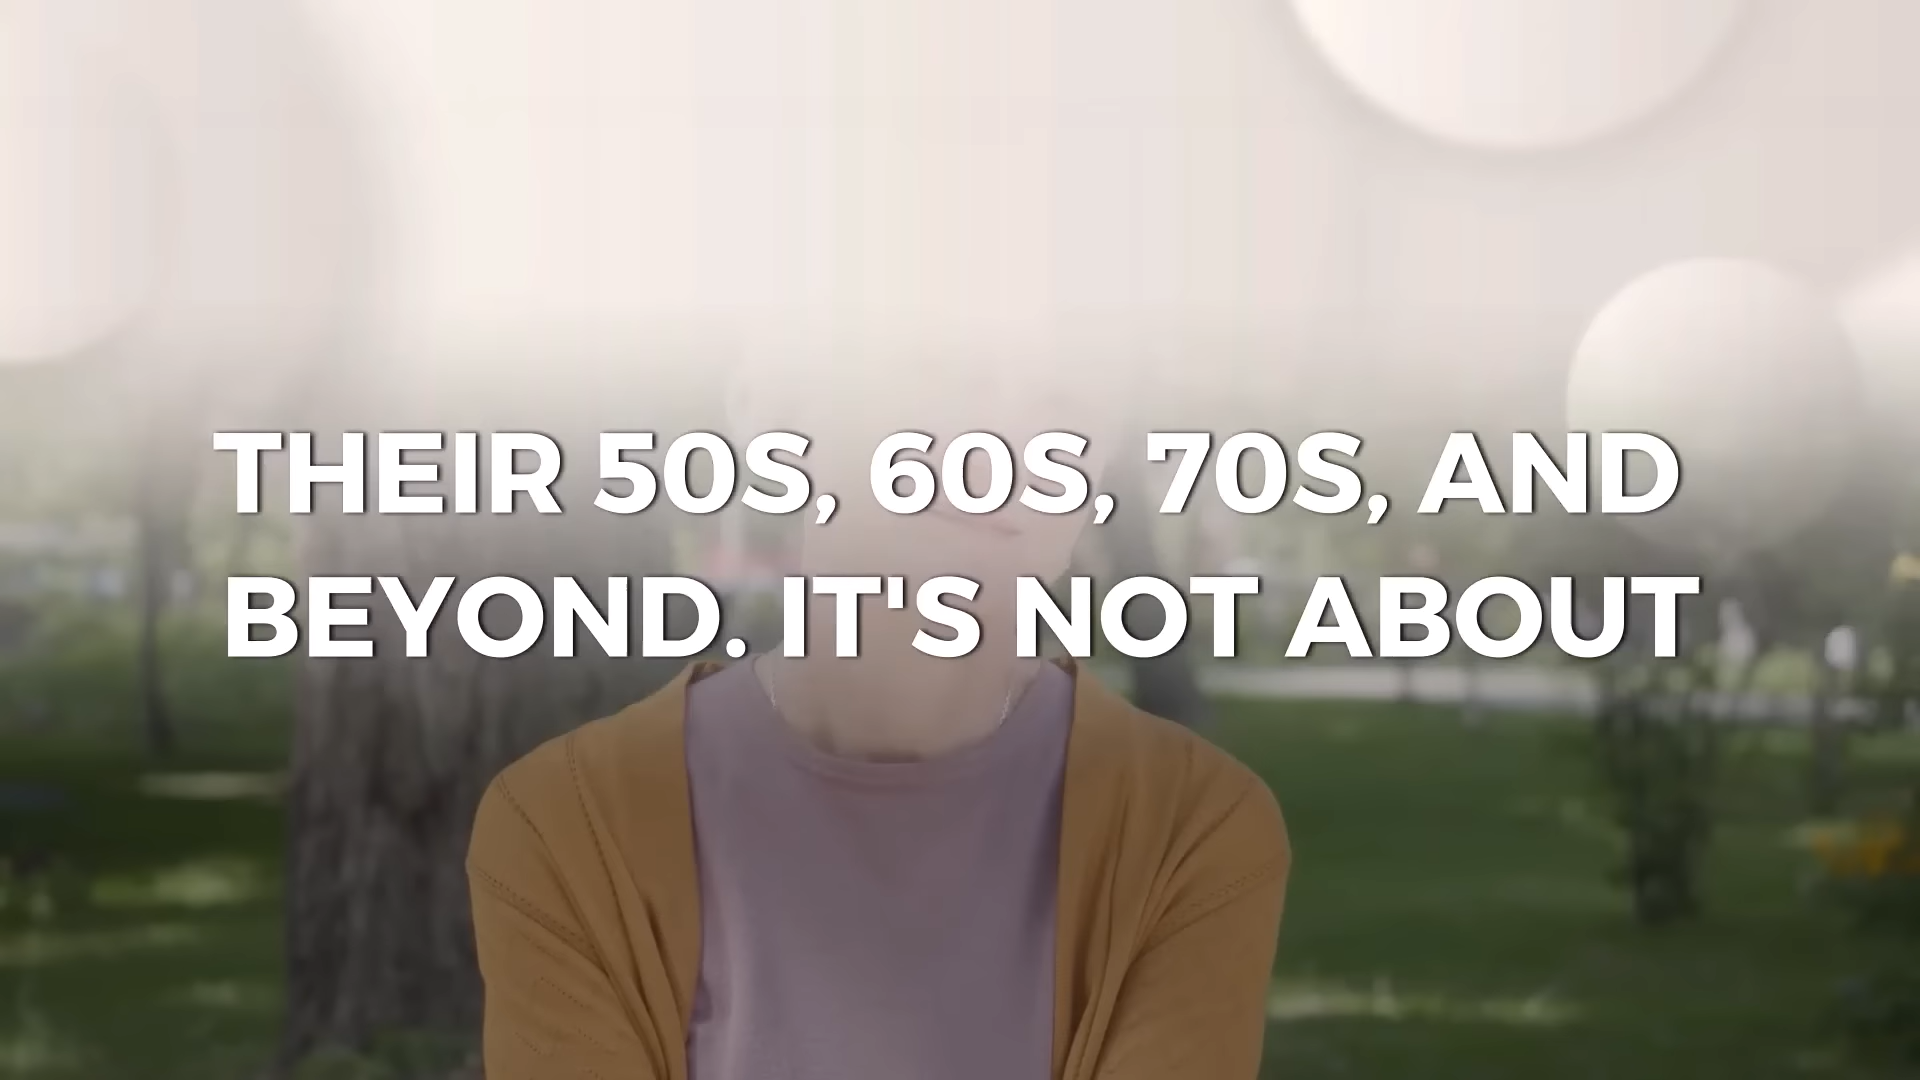 THEIR 50S, 60S, 70S, AND
BEYOND. IT'S NOT ABOUT